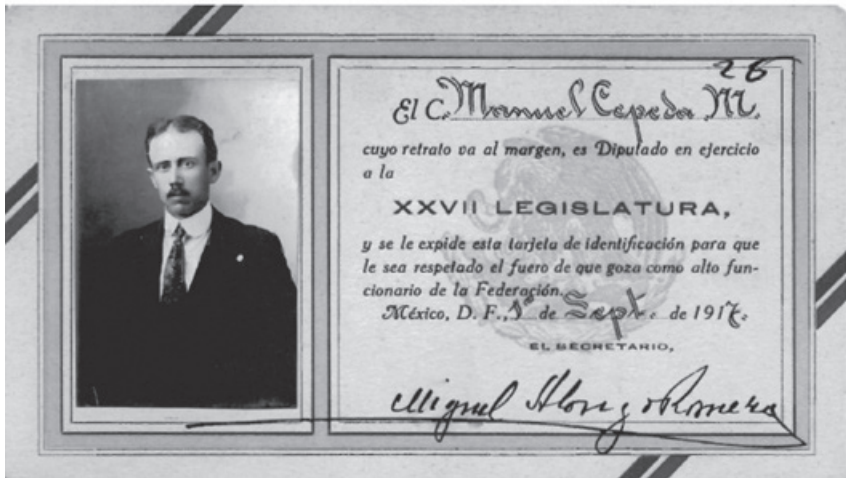 26
El C. Manuel Cepeda M.
cuyo retrato va al margen, es Diputado en ejercicio
a la
XXVII LEGISLATURA,
y se le expide esta tarjeta de identificación para que
le sea respetado el fuero de que goza como alto fun-
cionario de la Federación.
México, D. F., 1º de Sept. de 1917.
EL SECRETARIO,
Miguel Alonzo Romero